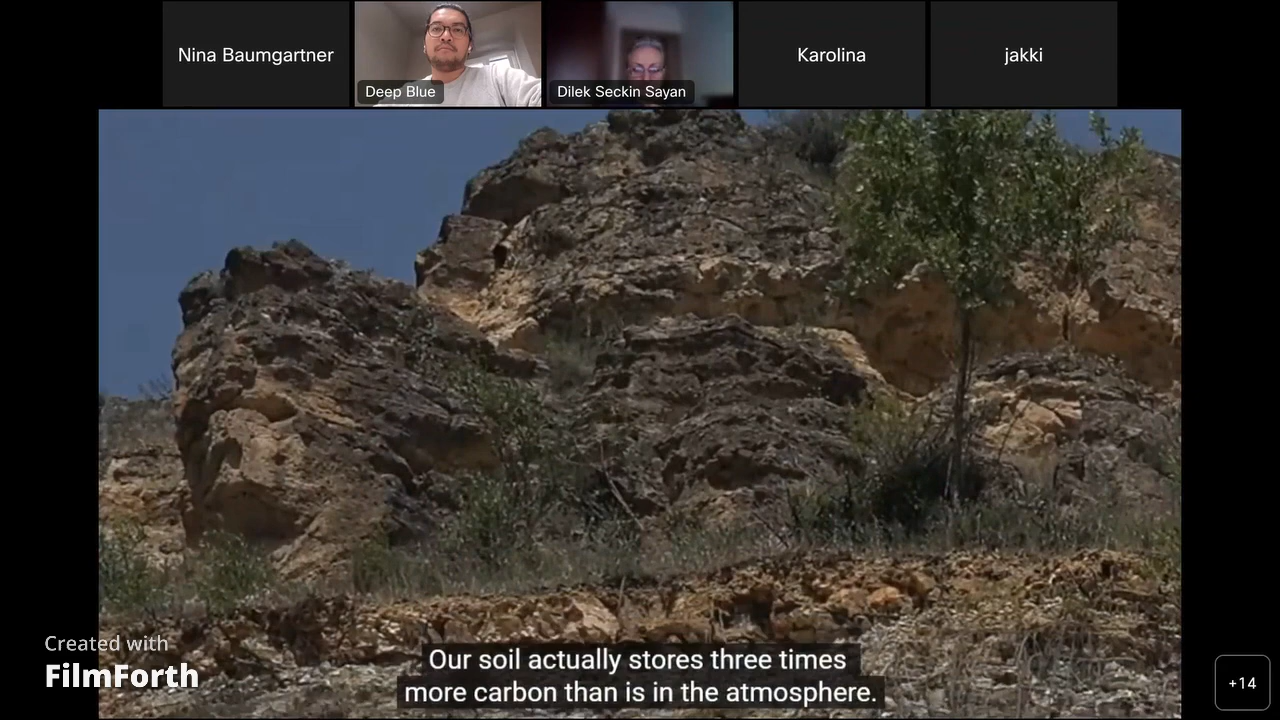 Nina Baumgartner
Deep Blue
Dilek Seckin Sayan
Karolina
jakki
Our soil actually stores three times
more carbon than is in the atmosphere.
Created with
FilmForth
+14